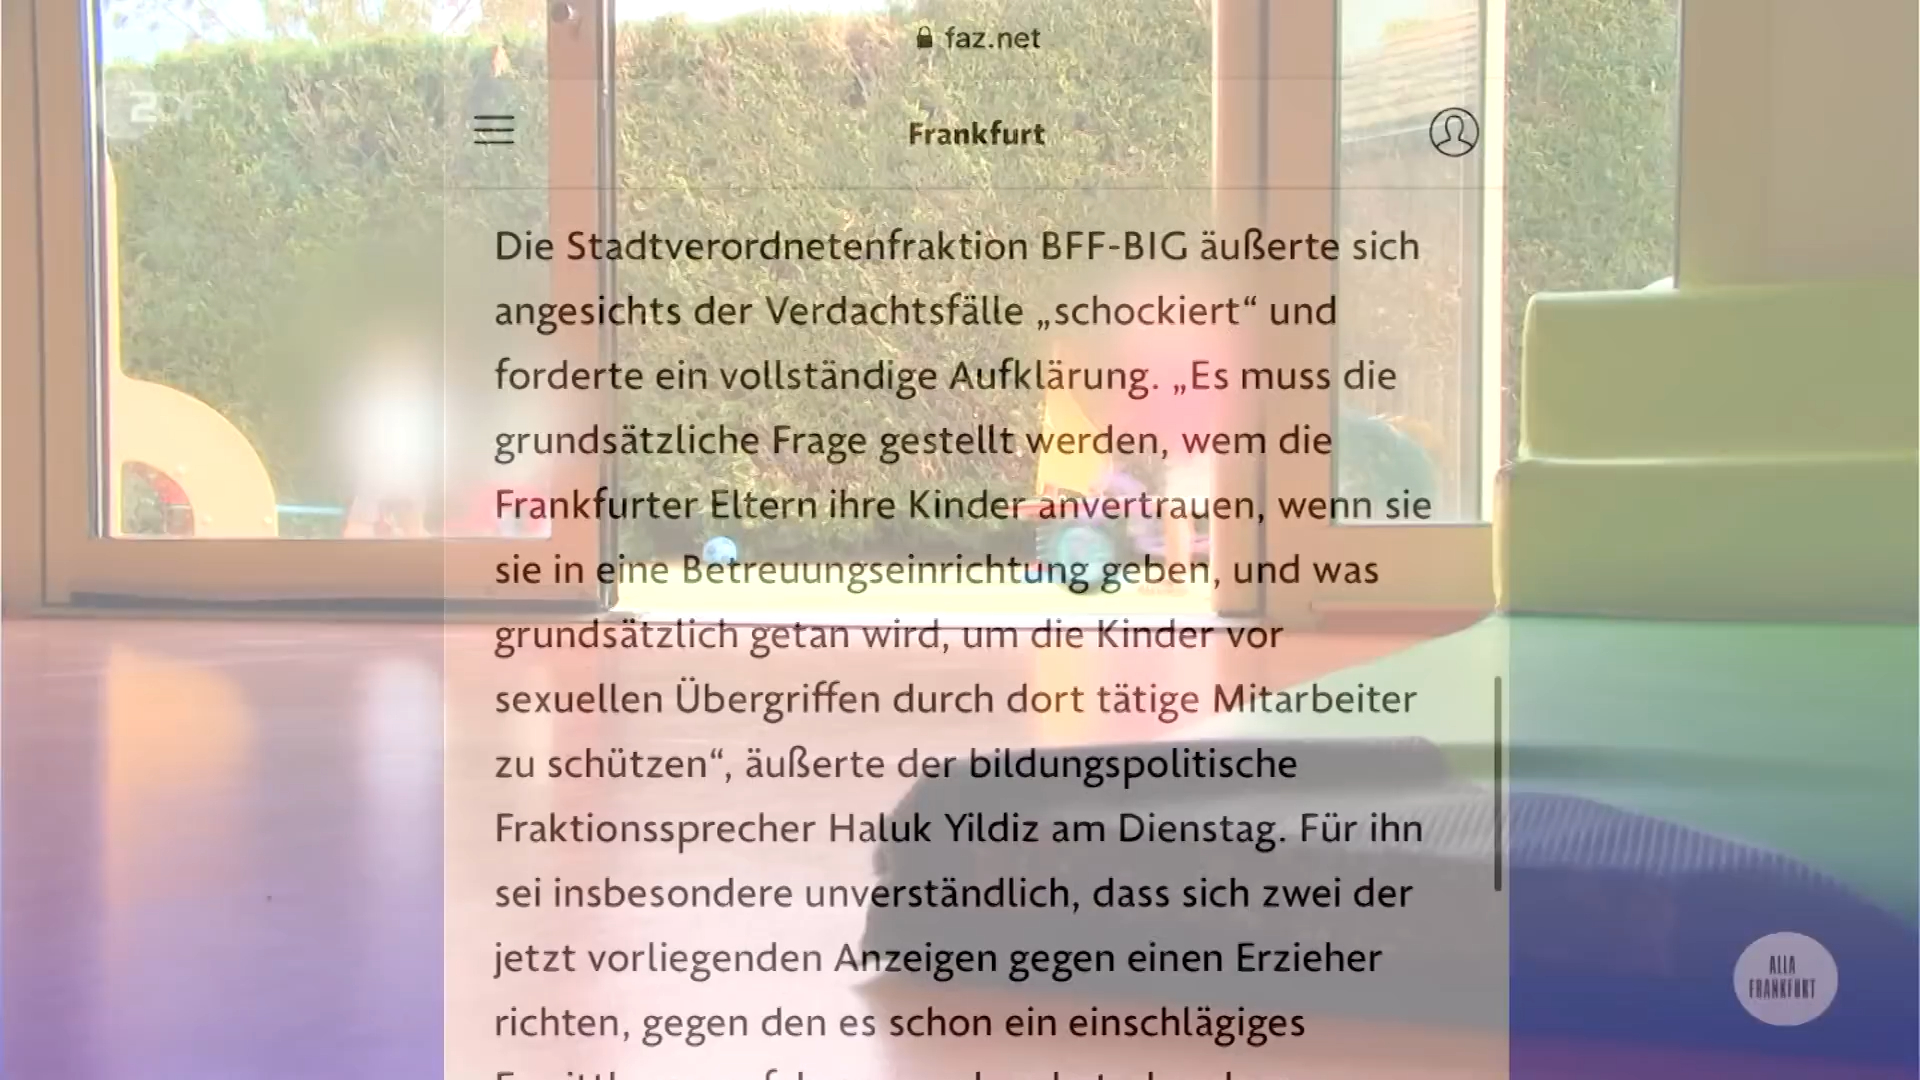 faz.net
ZDF
Frankfurt
Die Stadtverordnetenfraktion BFF-BIG äußerte sich
angesichts der Verdachtsfälle „schockiert“ und
forderte ein vollständige Aufklärung. „Es muss die
grundsätzliche Frage gestellt werden, wem die
Frankfurter Eltern ihre Kinder anvertrauen, wenn sie
sie in eine Betreuungseinrichtung geben, und was
grundsätzlich getan wird, um die Kinder vor
sexuellen Übergriffen durch dort tätige Mitarbeiter
zu schützen“, äußerte der bildungspolitische
Fraktionssprecher Haluk Yildiz am Dienstag. Für ihn
sei insbesondere unverständlich, dass sich zwei der
jetzt vorliegenden Anzeigen gegen einen Erzieher
richten, gegen den es schon ein einschlägiges
ALLA
FRANKFURT